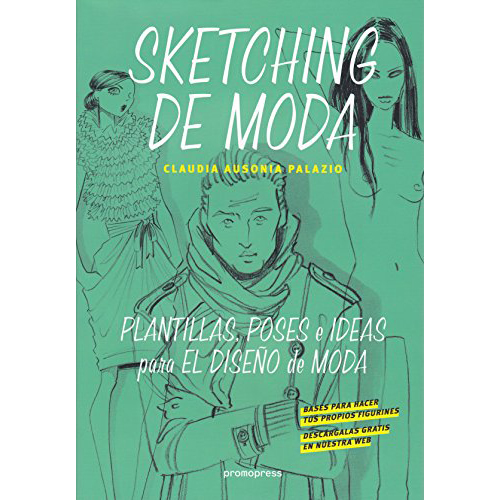 SKETCHING
DE MODA
CLAUDIA AUSONIA PALAZIO
PLANTILLAS, POSES e IDEAS
para EL DISEÑO de MODA
BASES PARA HACER
TUS PROPIOS FIGURINES
DESCÁRGALAS GRATIS
EN NUESTRA WEB
promopress